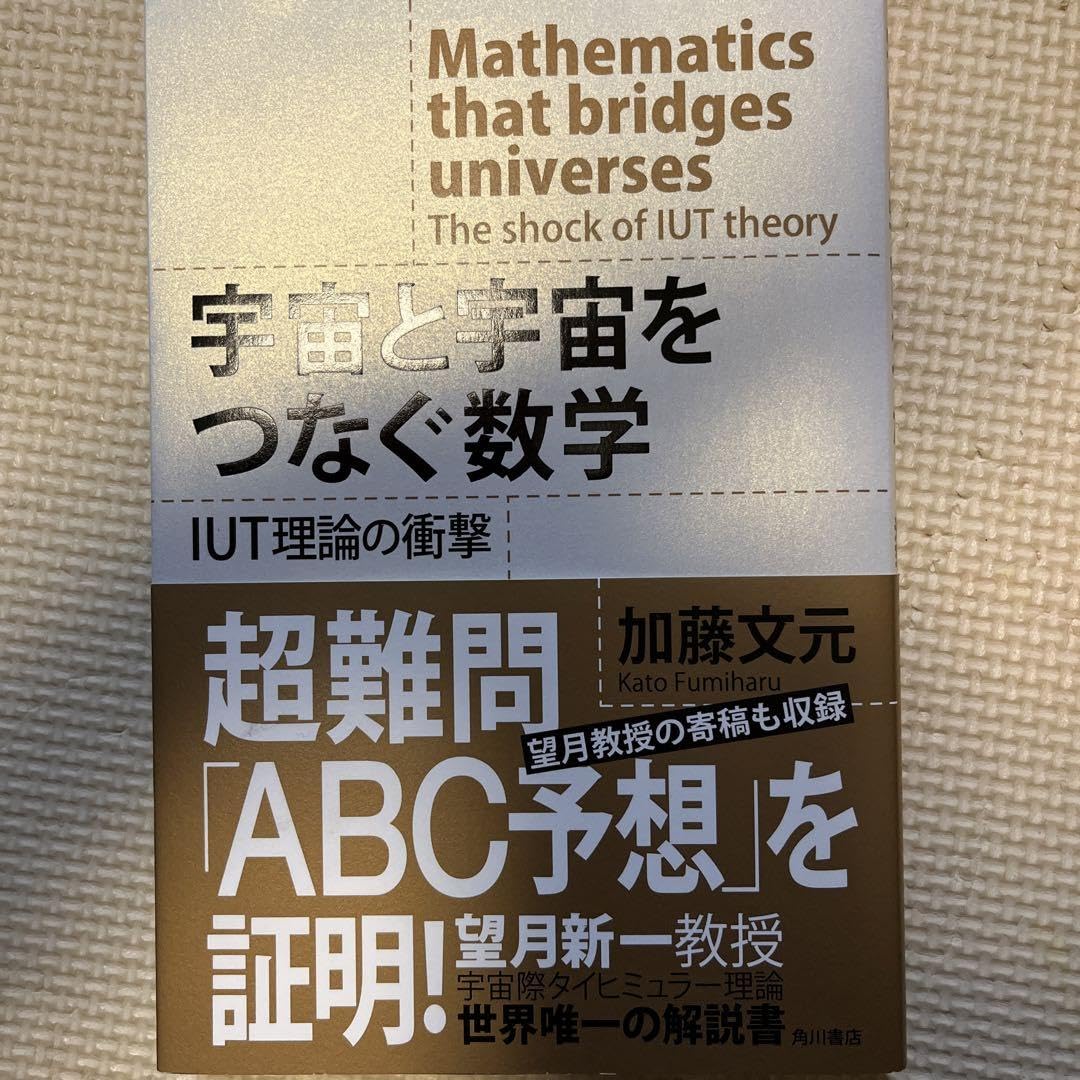 Mathematics
that bridges
universes
The shock of IUT theory
宇宙と宇宙を
つなぐ数学
IUT理論の衝撃
加藤文元
Kato Fumiharu
超難問
望月教授の寄稿も収録
「ABC予想」を
証明!
望月新一教授
宇宙際タイヒミュラー理論
世界唯一の解説書
角川書店